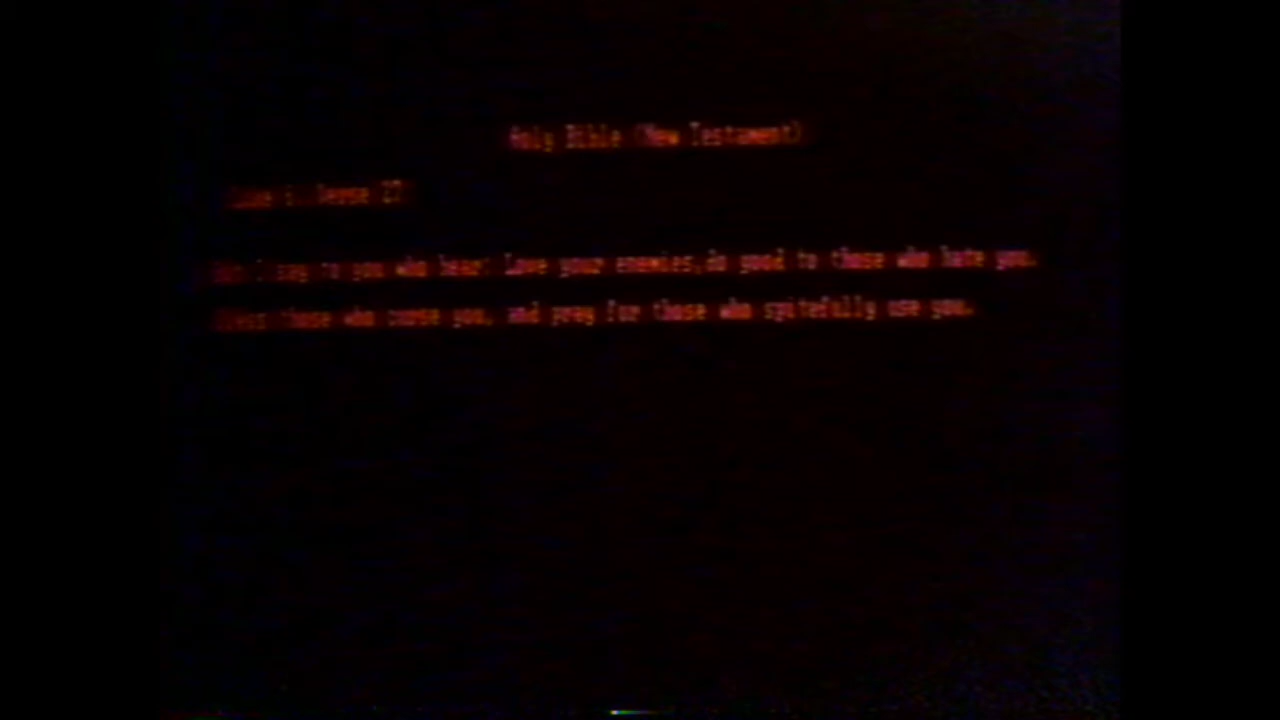 Holy Bible (New Testament)
Verse 27
I say to you who hear: Love your enemies, do good to those who hate you.
Bless those who curse you, and pray for those who spitefully use you.